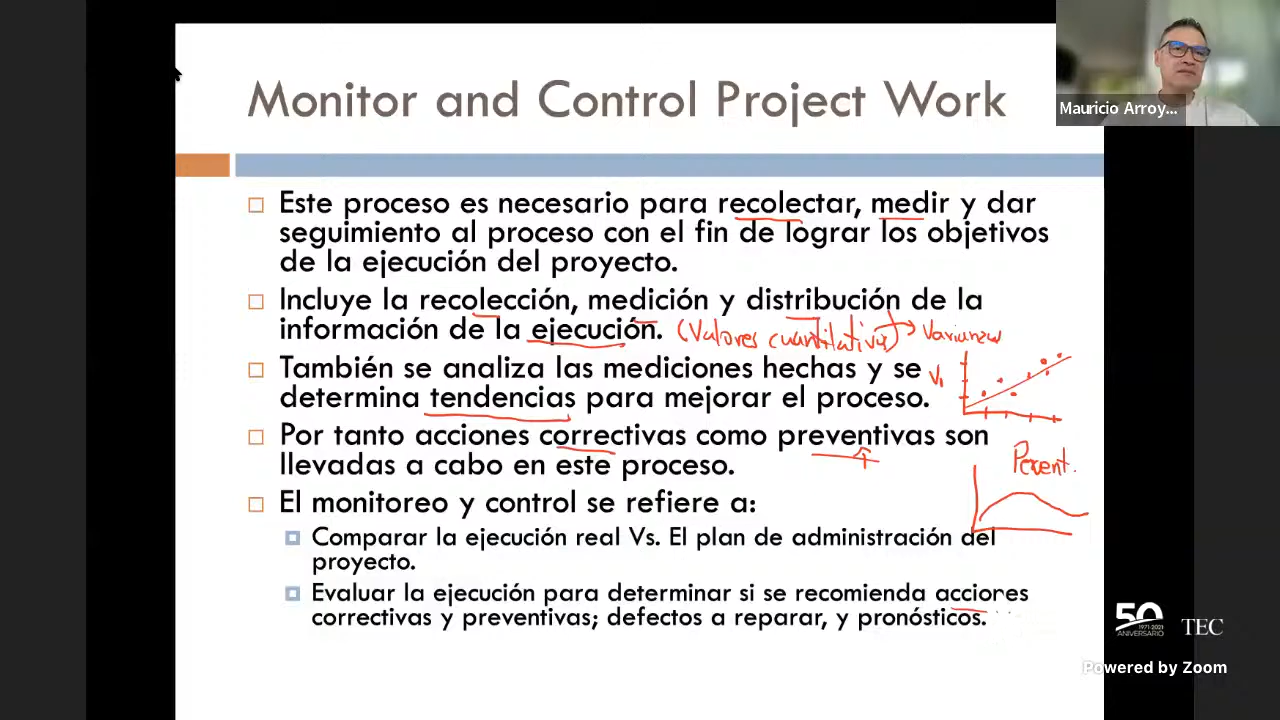 Monitor and Control Project Work
Mauricio Arroy...
Este proceso es necesario para recolectar, medir y dar
seguimiento al proceso con el fin de lograr los objetivos
de la ejecución del proyecto.
Incluye la recolección, medición y distribución de la
información de la ejecución. (Valores cuantitativos) Varianzas
También se analiza las mediciones hechas y se
determina tendencias para mejorar el proceso.
V1
Por tanto acciones correctivas como preventivas son
llevadas a cabo en este proceso.
El monitoreo y control se refiere a:
Comparar la ejecución real Vs. El plan de administración del
proyecto.
Evaluar la ejecución para determinar si se recomienda acciones
correctivas y preventivas; defectos a reparar, y pronósticos.
50
1971-2021
ANIVERSARIO
TEC
Powered by Zoom